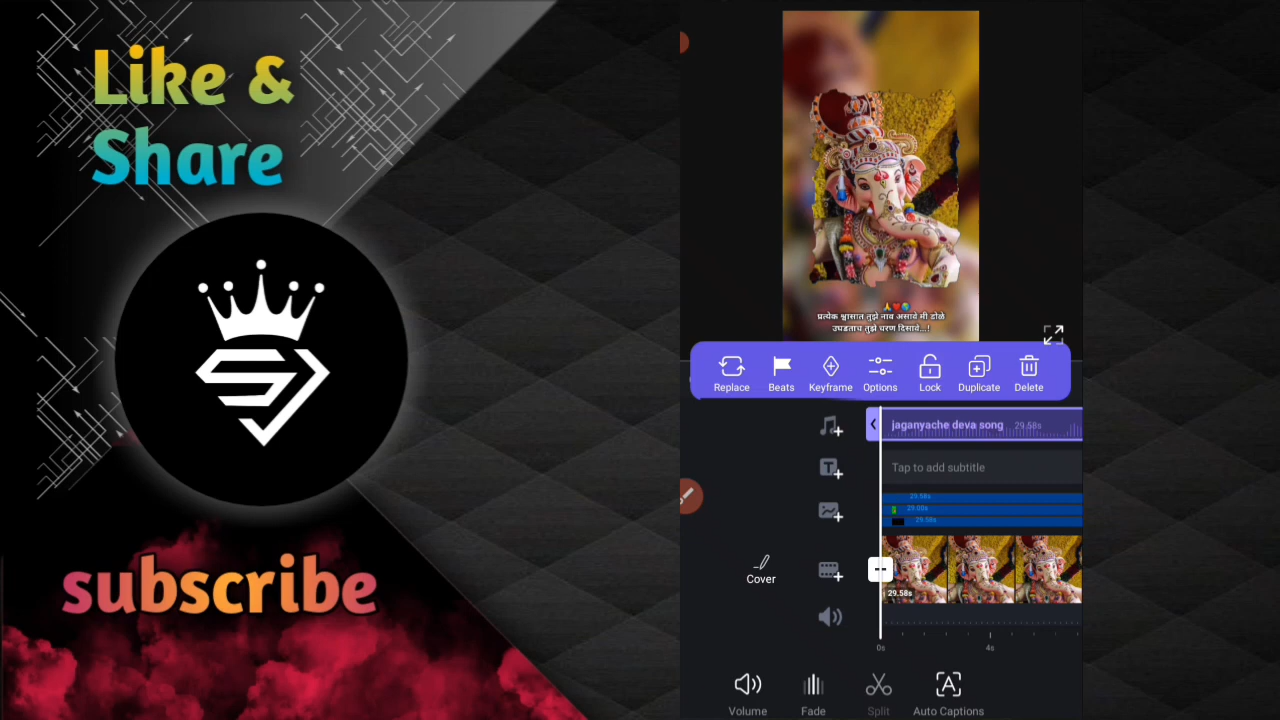 Like &
Share
subscribe
🙏❤️🌎
प्रत्येक श्वासात तुझे नाव असावे मी डोळे
उघडताच तुझे चरण दिसावे...!
Replace
Beats
Keyframe
Options
Lock
Duplicate
Delete
jaganyache deva song 29.58s
Tap to add subtitle
29.58s
29.00s
29.58s
Cover
29.58s
0s
4s
Volume
Fade
Split
Auto Captions